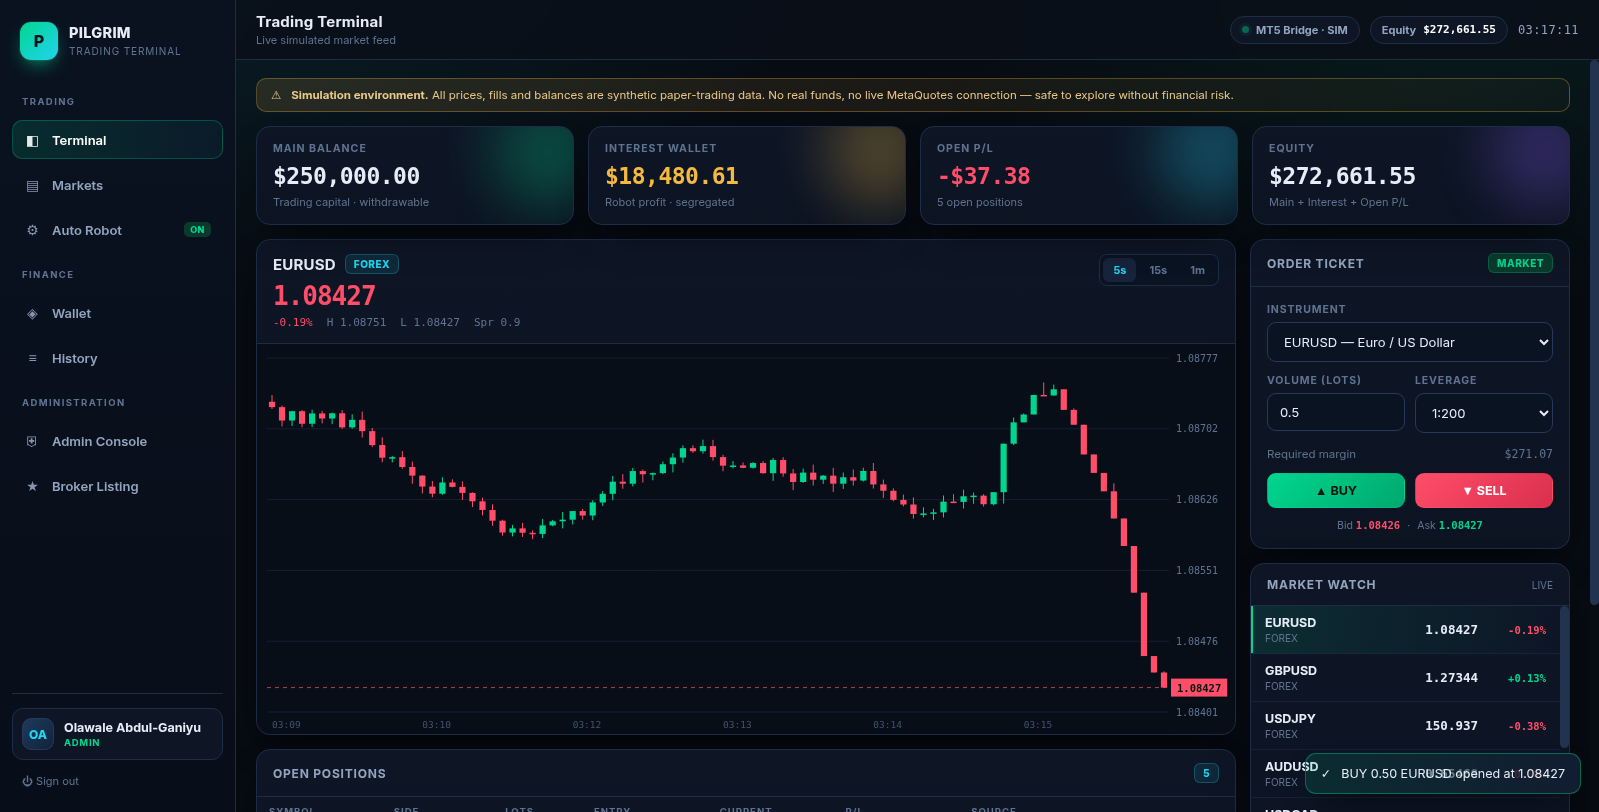 P
PILGRIM
TRADING TERMINAL
TRADING
Terminal
Markets
Auto Robot
ON
FINANCE
Wallet
History
ADMINISTRATION
Admin Console
Broker Listing
OA
Olawale Abdul-Ganiyu
ADMIN
Sign out
Trading Terminal
Live simulated market feed
MT5 Bridge · SIM
Equity $272,661.55
03:17:11
⚠ Simulation environment. All prices, fills and balances are synthetic paper-trading data. No real funds, no live MetaQuotes connection — safe to explore without financial risk.
MAIN BALANCE
$250,000.00
Trading capital · withdrawable
INTEREST WALLET
$18,480.61
Robot profit · segregated
OPEN P/L
-$37.38
5 open positions
EQUITY
$272,661.55
Main + Interest + Open P/L
EURUSD FOREX
1.08427
-0.19% H 1.08751 L 1.08427 Spr 0.9
5s 15s 1m
1.08777
1.08702
1.08626
1.08551
1.08476
1.08427
1.08401
03:09 03:10 03:12 03:13 03:14 03:15
OPEN POSITIONS
5
SYMBOL SIDE LOTS ENTRY CURRENT P/L SOURCE
ORDER TICKET
MARKET
INSTRUMENT
EURUSD — Euro / US Dollar
VOLUME (LOTS) LEVERAGE
0.5 1:200
Required margin $271.07
▲ BUY ▼ SELL
Bid 1.08426 · Ask 1.08427
MARKET WATCH
LIVE
EURUSD 1.08427 -0.19%
FOREX
GBPUSD 1.27344 +0.13%
FOREX
USDJPY 150.937 -0.38%
FOREX
AUDUSD
FOREX
✓ BUY 0.50 EURUSD opened at 1.08427
USDCAD